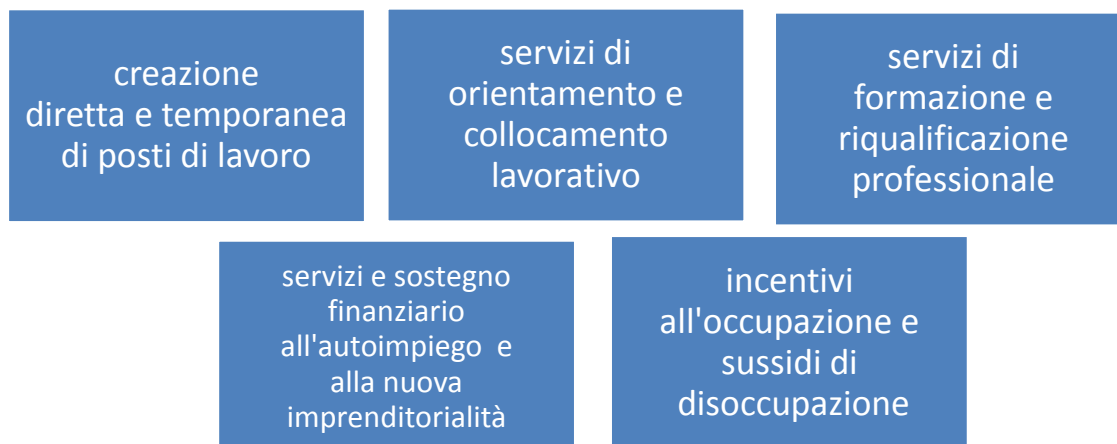 creazione
diretta e temporanea
di posti di lavoro
servizi di
orientamento e
collocamento
lavorativo
servizi di
formazione e
riqualificazione
professionale
servizi e sostegno
finanziario
all'autoimpiego e
alla nuova
imprenditorialità
incentivi
all'occupazione e
sussidi di
disoccupazione